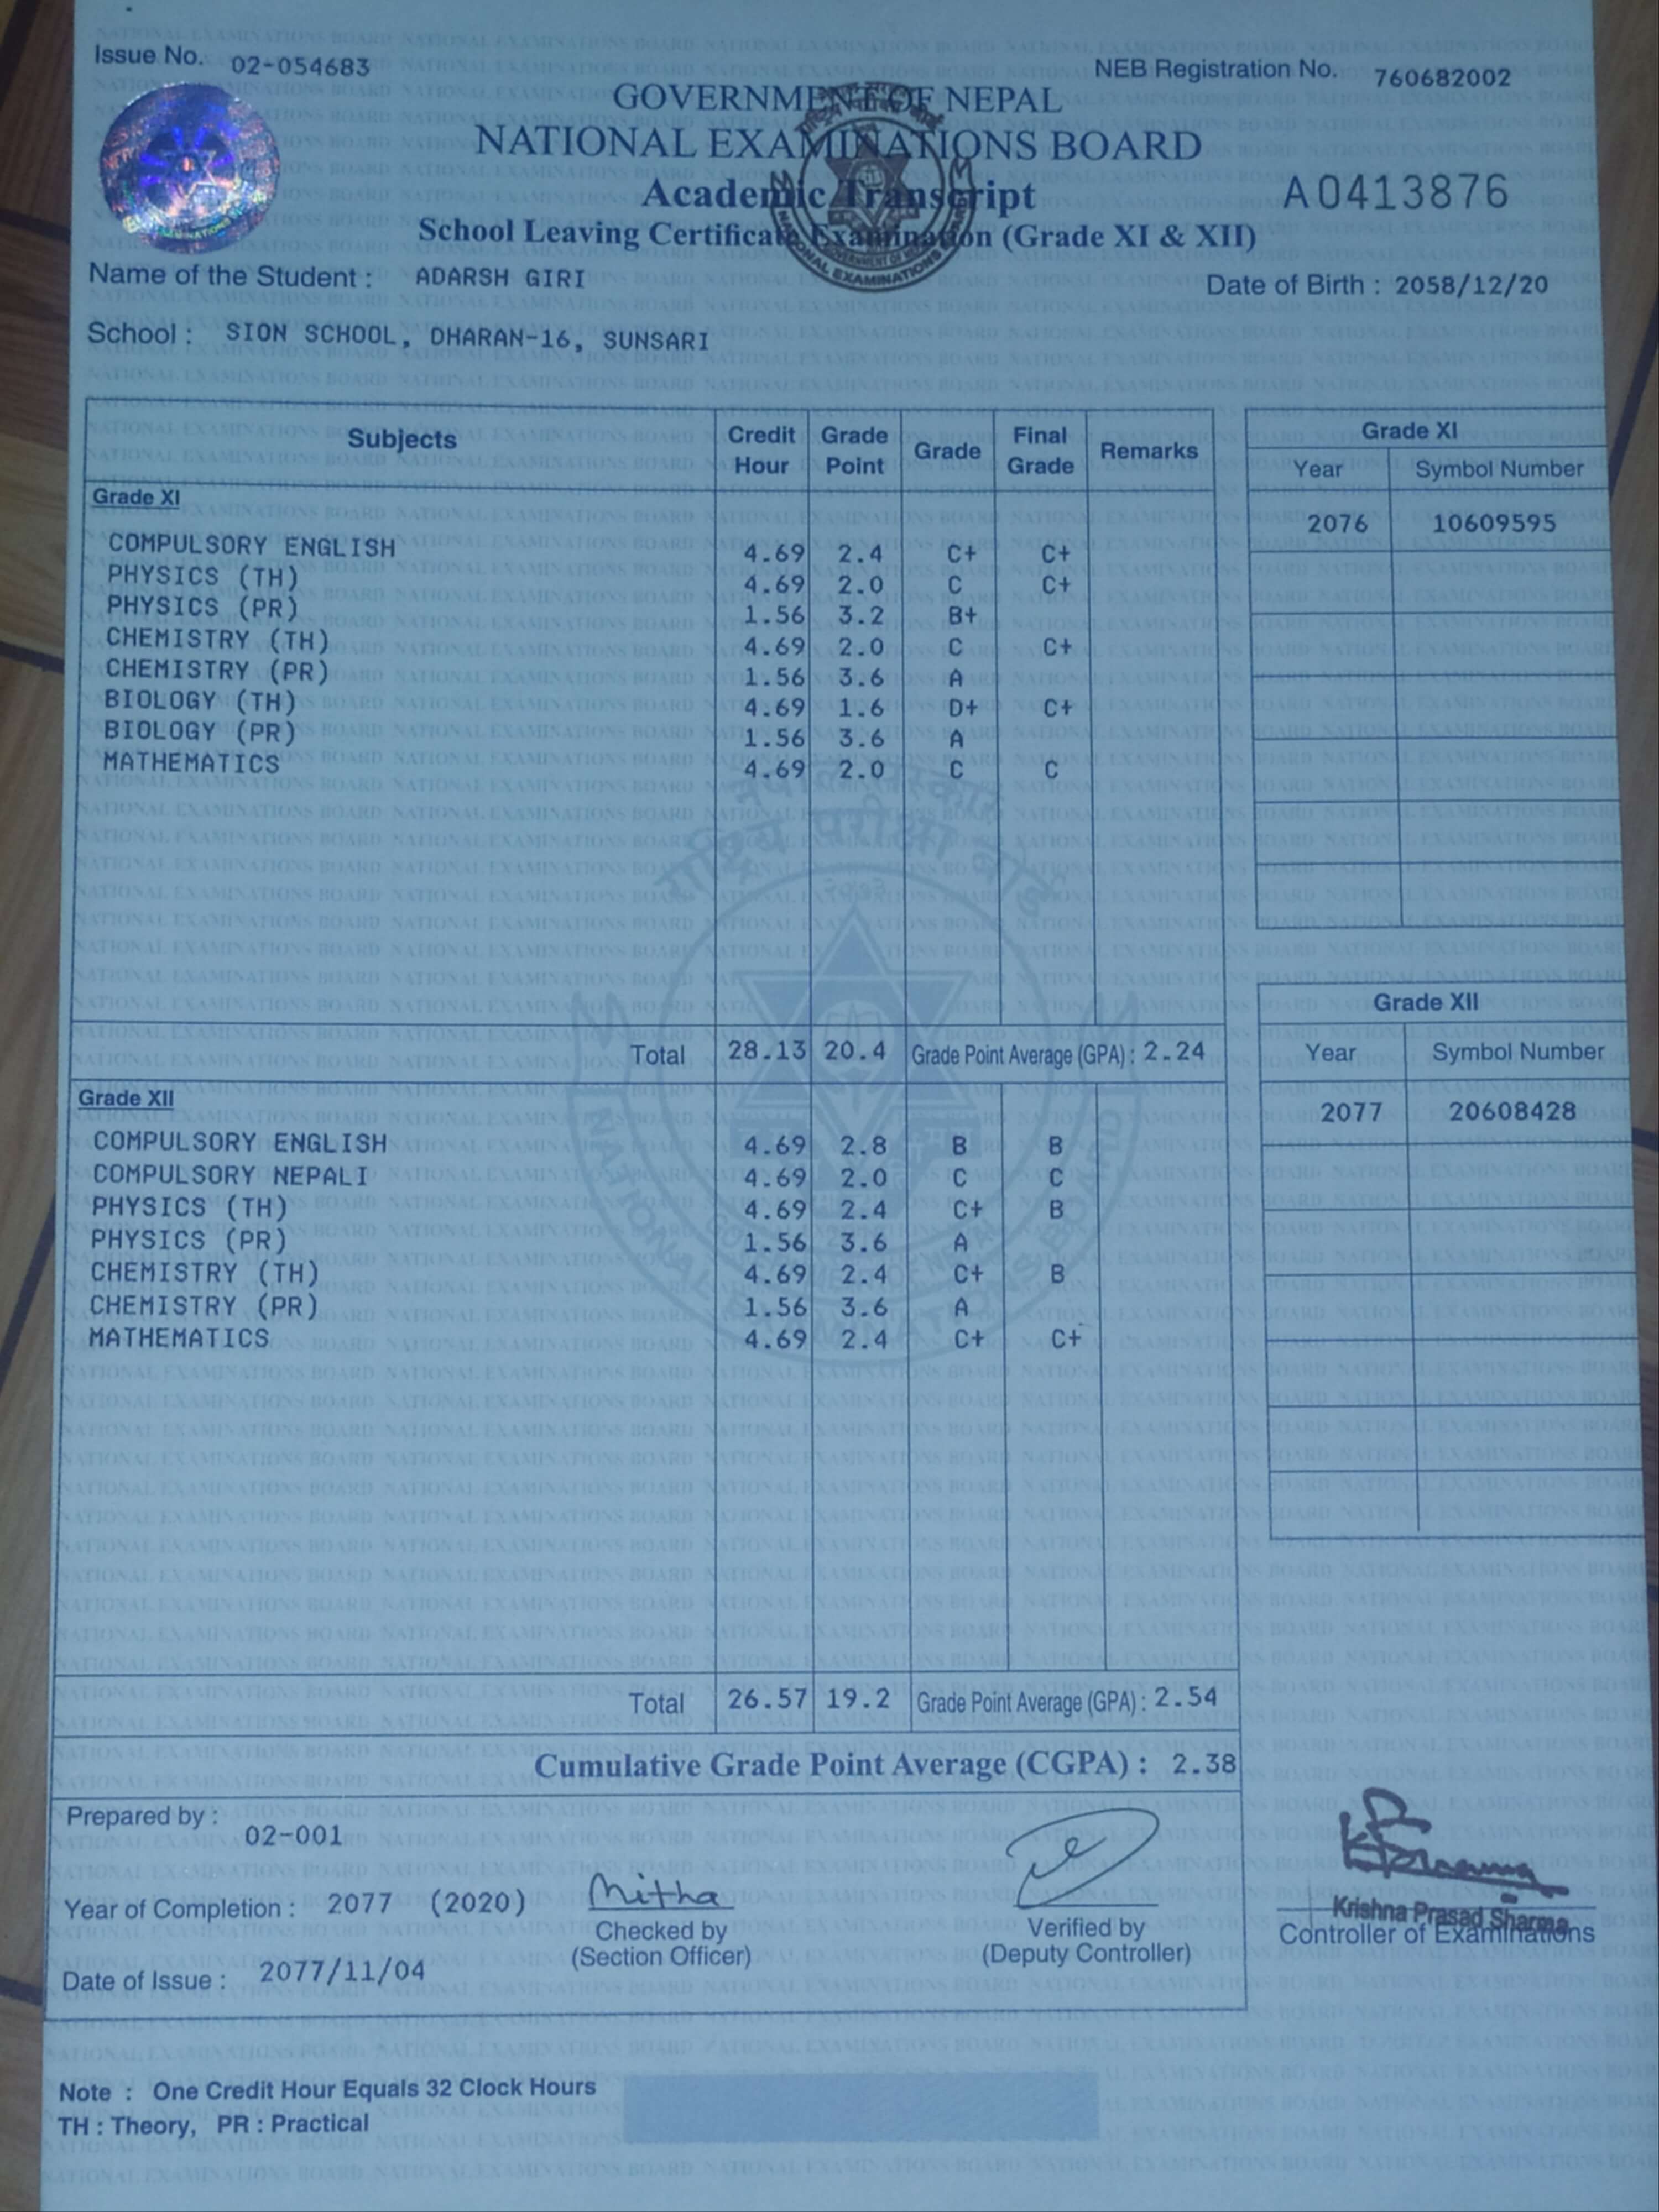 Issue No. 02-054683
NEB Registration No. 760682002
GOVERNMENT OF NEPAL
NATIONAL EXAMINATIONS BOARD
Academic Transcript
A0413876
School Leaving Certificate Examination (Grade XI & XII)
Name of the Student : ADARSH GIRI
Date of Birth : 2058/12/20
School : SION SCHOOL, DHARAN-16, SUNSARI
Subjects Credit Hour Grade Point Grade Final Grade Remarks
Grade XI
Year Symbol Number
2076 10609595
Grade XI
COMPULSORY ENGLISH 4.69 2.4 C+ C+
PHYSICS (TH) 4.69 2.0 C C+
PHYSICS (PR) 1.56 3.2 B+
CHEMISTRY (TH) 4.69 2.0 C C+
CHEMISTRY (PR) 1.56 3.6 A
BIOLOGY (TH) 4.69 1.6 D+ C+
BIOLOGY (PR) 1.56 3.6 A
MATHEMATICS 4.69 2.0 C C
Total 28.13 20.4 Grade Point Average (GPA) : 2.24
Grade XII
Year Symbol Number
2077 20608428
Grade XII
COMPULSORY ENGLISH 4.69 2.8 B B
COMPULSORY NEPALI 4.69 2.0 C C
PHYSICS (TH) 4.69 2.4 C+ B
PHYSICS (PR) 1.56 3.6 A
CHEMISTRY (TH) 4.69 2.4 C+ B
CHEMISTRY (PR) 1.56 3.6 A
MATHEMATICS 4.69 2.4 C+ C+
Total 26.57 19.2 Grade Point Average (GPA) : 2.54
Cumulative Grade Point Average (CGPA) : 2.38
Prepared by : 02-001
Year of Completion : 2077 (2020)
Mitha
Checked by
(Section Officer)
Verified by
(Deputy Controller)
Krishna Prasad Sharma
Controller of Examinations
Date of Issue : 2077/11/04
Note : One Credit Hour Equals 32 Clock Hours
TH : Theory, PR : Practical